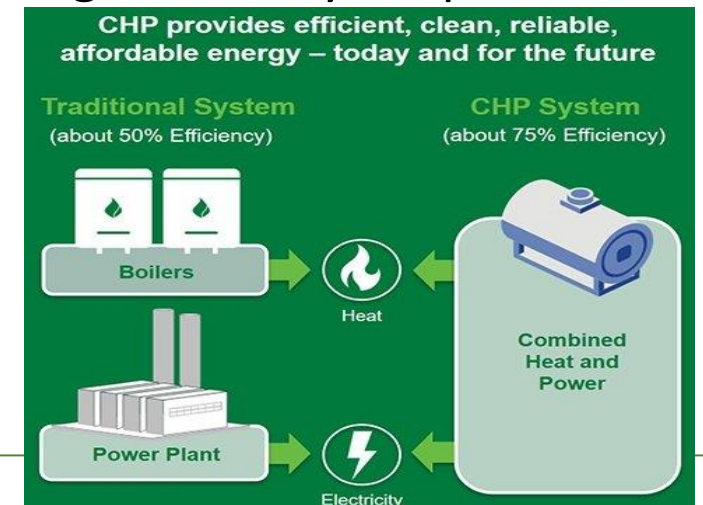 CHP provides efficient, clean, reliable,
affordable energy – today and for the future
Traditional System
(about 50% Efficiency)
CHP System
(about 75% Efficiency)
Boilers
Heat
Combined
Heat and
Power
Power Plant
Electricity